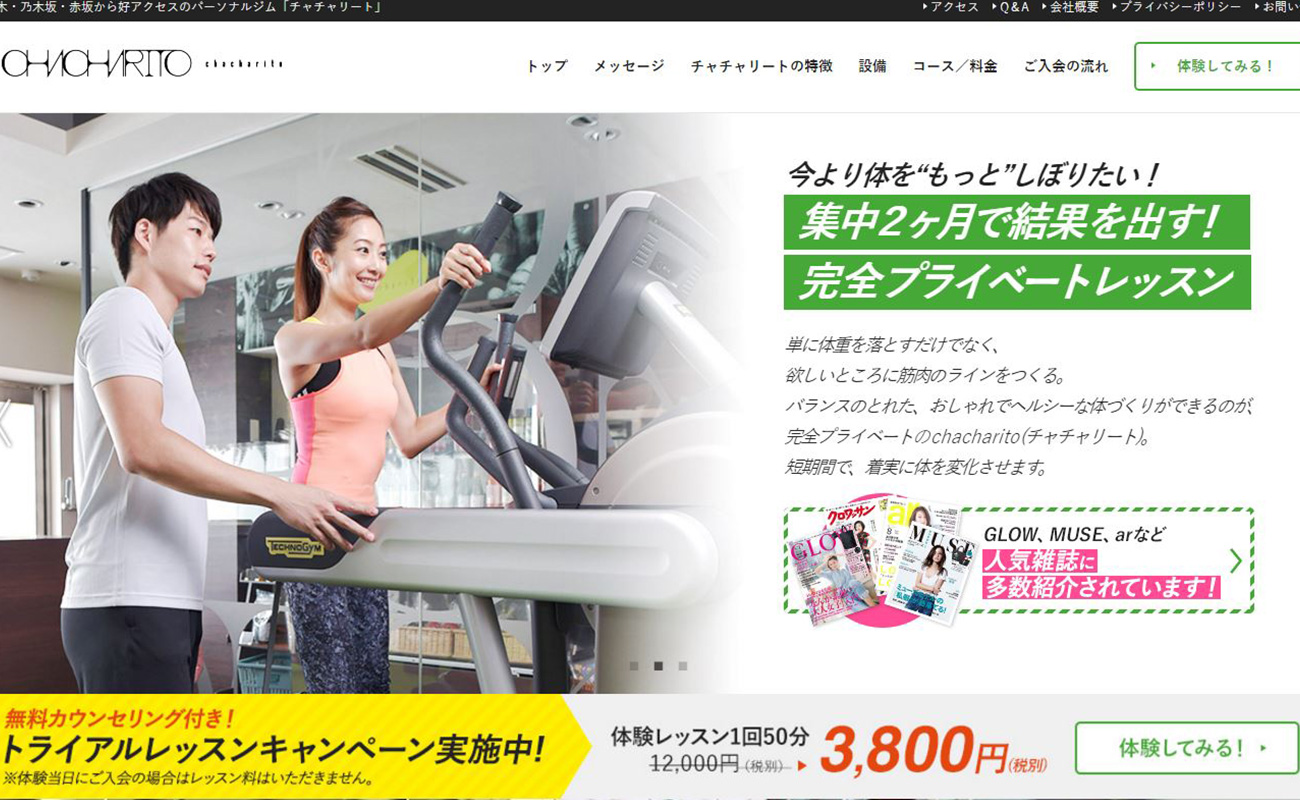 木・乃木坂・赤坂から好アクセスのパーソナルジム「チャチャリート」
アクセス Q&A 会社概要 プライバシーポリシー お問い
CHACHARITO chacharito
トップ メッセージ チャチャリートの特徴 設備 コース／料金 ご入会の流れ 体験してみる！
今より体を“もっと”しぼりたい！
集中2ヶ月で結果を出す！
完全プライベートレッスン
単に体重を落とすだけでなく、
欲しいところに筋肉のラインをつくる。
バランスのとれた、おしゃれでヘルシーな体づくりができるのが、
完全プライベートのchacharito(チャチャリート)。
短期間で、着実に体を変化させます。
TECHNOGYM
クロワッサン
ar
GLOW
MUSE
GLOW、MUSE、arなど
人気雑誌に
多数紹介されています！
無料カウンセリング付き！
トライアルレッスンキャンペーン実施中！
※体験当日にご入会の場合はレッスン料はいただきません。
体験レッスン1回50分
12,000円（税別）
3,800円(税別)
体験してみる！